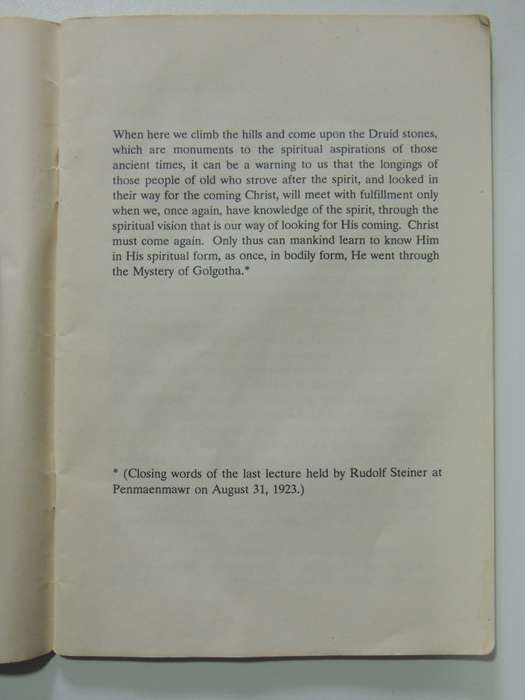 When here we climb the hills and come upon the Druid stones,
which are monuments to the spiritual aspirations of those
ancient times, it can be a warning to us that the longings of
those people of old who strove after the spirit, and looked in
their way for the coming Christ, will meet with fulfillment only
when we, once again, have knowledge of the spirit, through the
spiritual vision that is our way of looking for His coming. Christ
must come again. Only thus can mankind learn to know Him
in His spiritual form, as once, in bodily form, He went through
the Mystery of Golgotha.*
* (Closing words of the last lecture held by Rudolf Steiner at
Penmaenmawr on August 31, 1923.)